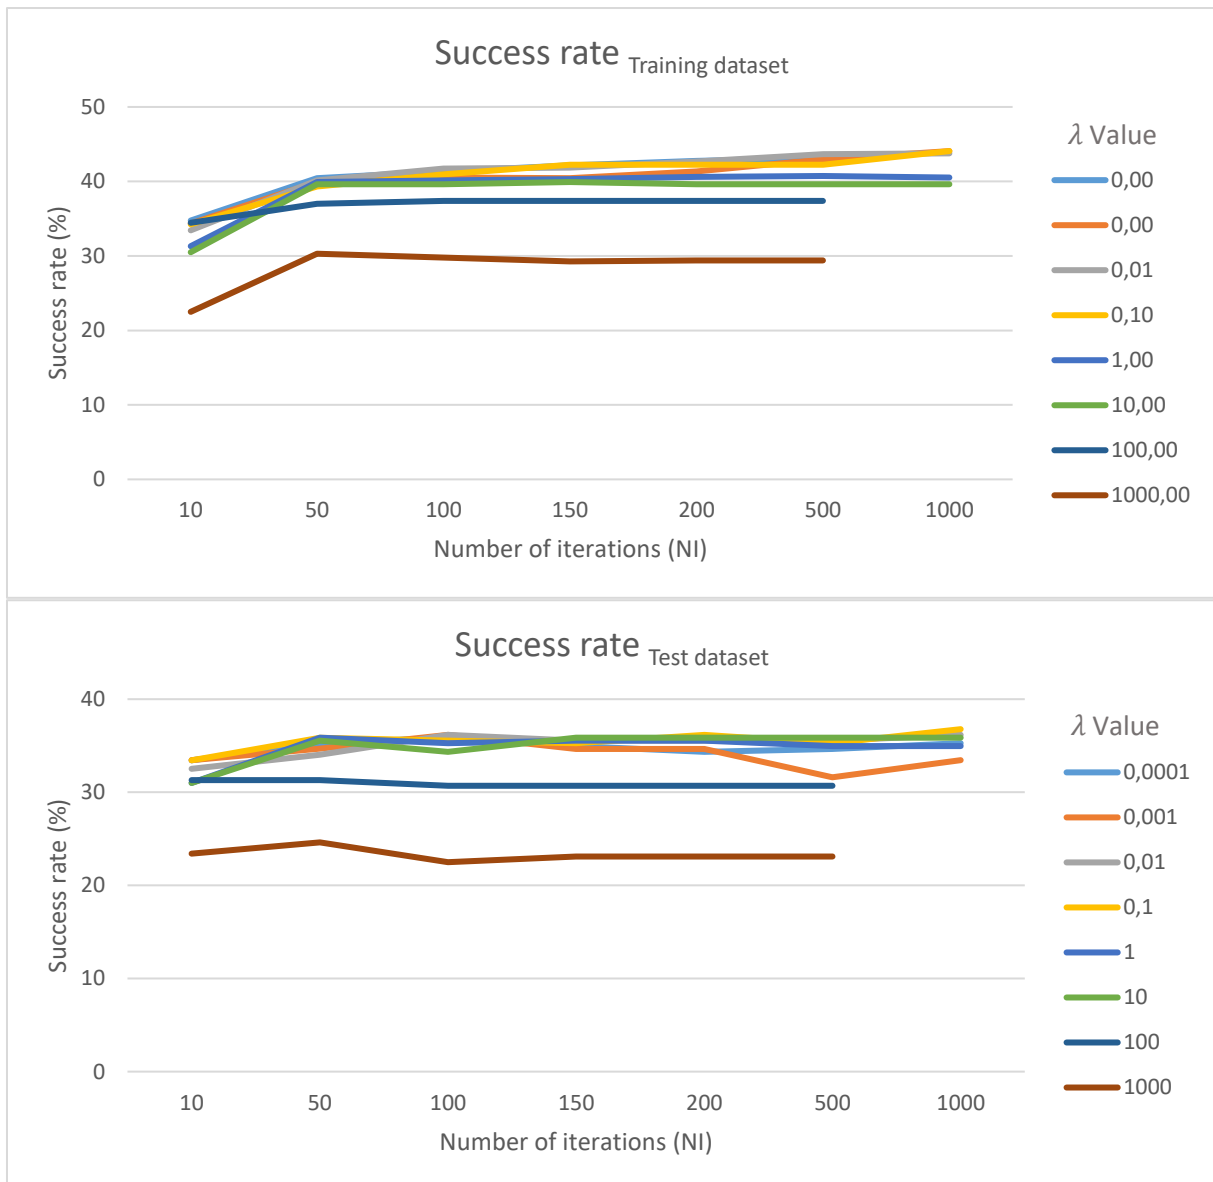 Success rate Training dataset
50
40
30
20
10
0
Success rate (%)
10 50 100 150 200 500 1000
Number of iterations (NI)
λ Value
0,00
0,00
0,01
0,10
1,00
10,00
100,00
1000,00
Success rate Test dataset
40
30
20
10
0
Success rate (%)
10 50 100 150 200 500 1000
Number of iterations (NI)
λ Value
0,0001
0,001
0,01
0,1
1
10
100
1000